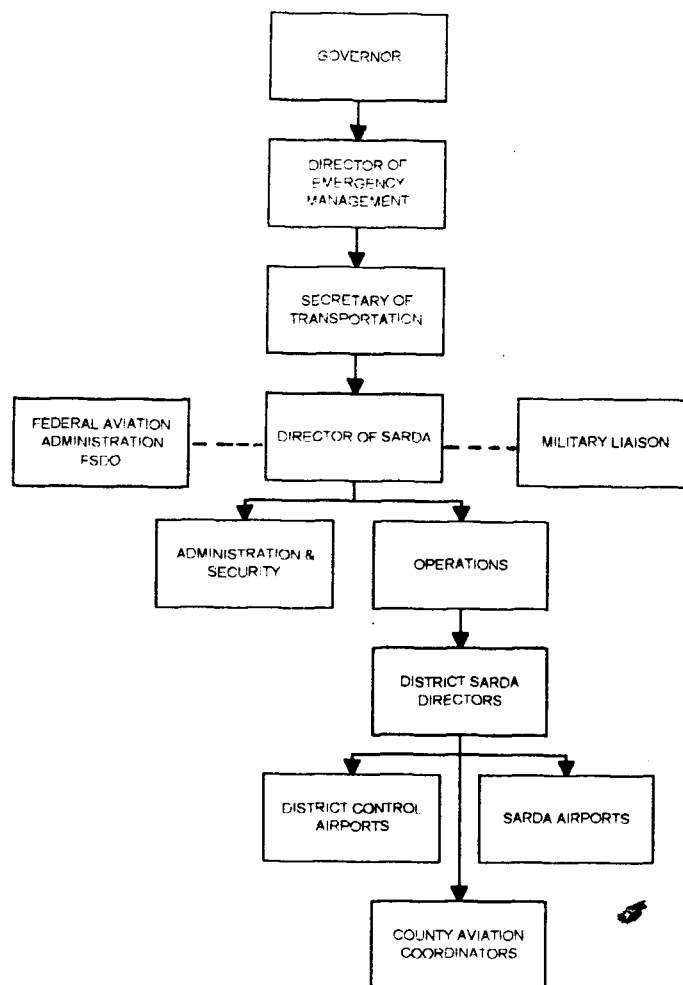 GOVERNOR
DIRECTOR OF
EMERGENCY
MANAGEMENT
SECRETARY OF
TRANSPORTATION
FEDERAL AVIATION
ADMINISTRATION
FSDO
DIRECTOR OF SARDA
MILITARY LIAISON
ADMINISTRATION &
SECURITY
OPERATIONS
DISTRICT SARDA
DIRECTORS
DISTRICT CONTROL
AIRPORTS
SARDA AIRPORTS
COUNTY AVIATION
COORDINATORS